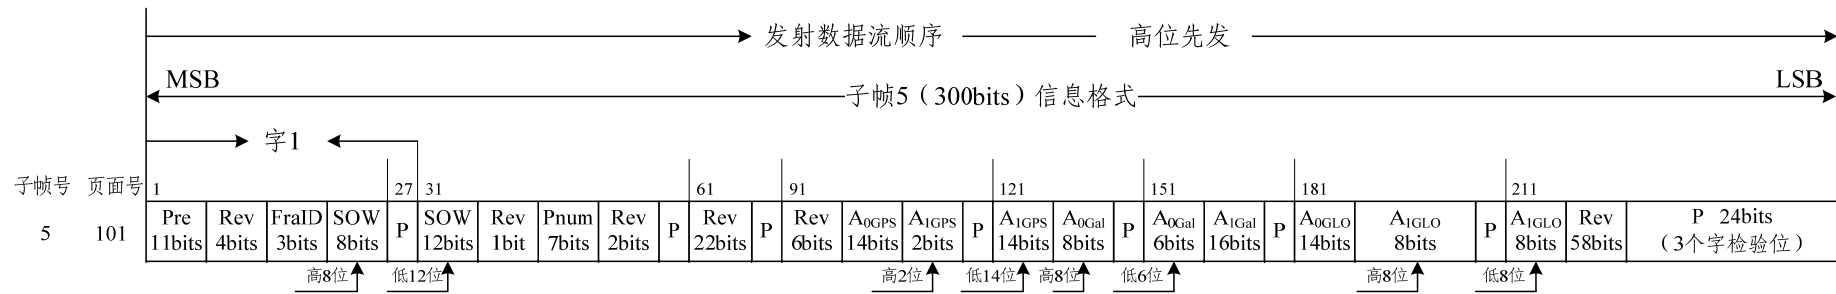 发射数据流顺序 高位先发
MSB LSB
子帧5（300bits）信息格式
字1
子帧号 页面号 1 27 31 61 91 121 151 181 211
5 101
Pre 11bits
Rev 4bits
FraID 3bits
SOW 8bits
P
SOW 12bits
Rev 1bit
Pnum 7bits
Rev 2bits
P
Rev 22bits
P
Rev 6bits
A0GPS 14bits
A1GPS 2bits
P
A1GPS 14bits
A0Gal 8bits
P
A0Gal 6bits
A1Gal 16bits
P
A0GLO 14bits
A1GLO 8bits
P
A1GLO 8bits
Rev 58bits
P 24bits
（3个字检验位）
高8位 低12位 高2位 低14位 高8位 低6位 高8位 低8位